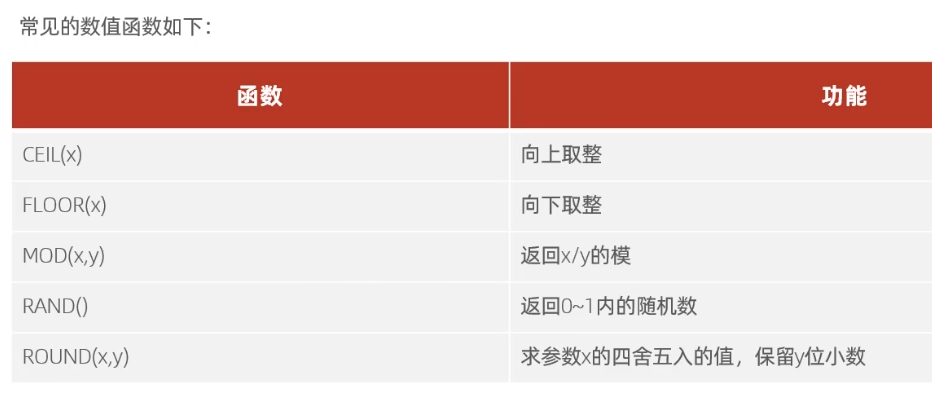 常见的数值函数如下：
函数 功能
CEIL(x) 向上取整
FLOOR(x) 向下取整
MOD(x,y) 返回x/y的模
RAND() 返回0~1内的随机数
ROUND(x,y) 求参数x的四舍五入的值，保留y位小数